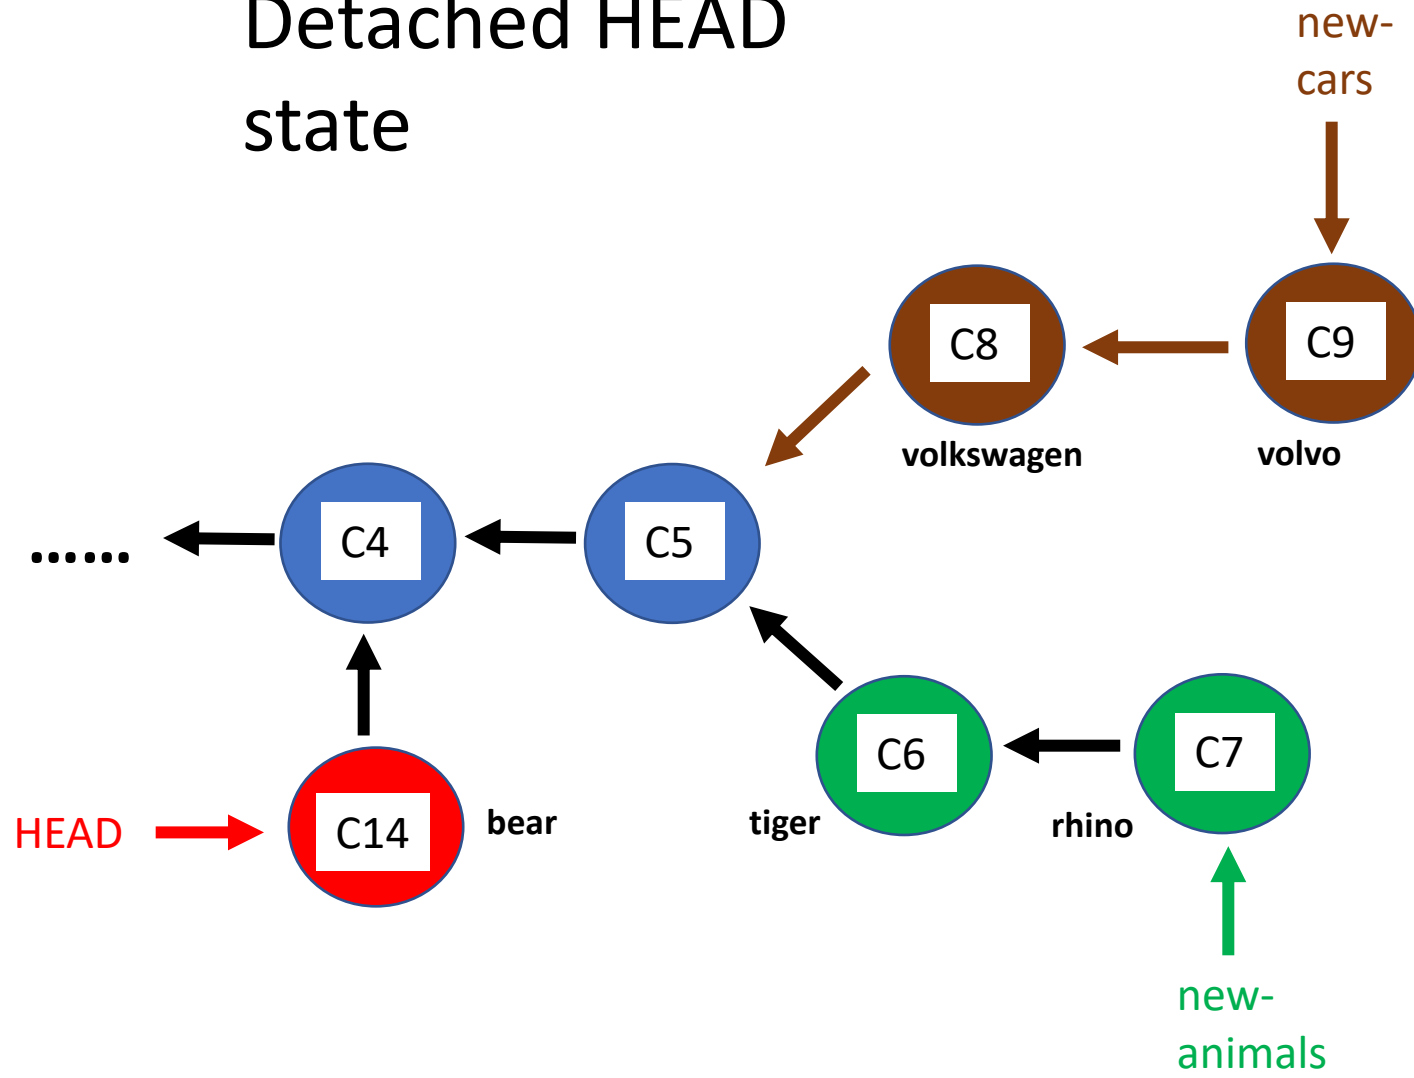 Detached HEAD
state
new-
cars
C8
C9
volkswagen
volvo
......
C4
C5
C6
C7
HEAD
C14
bear
tiger
rhino
new-
animals